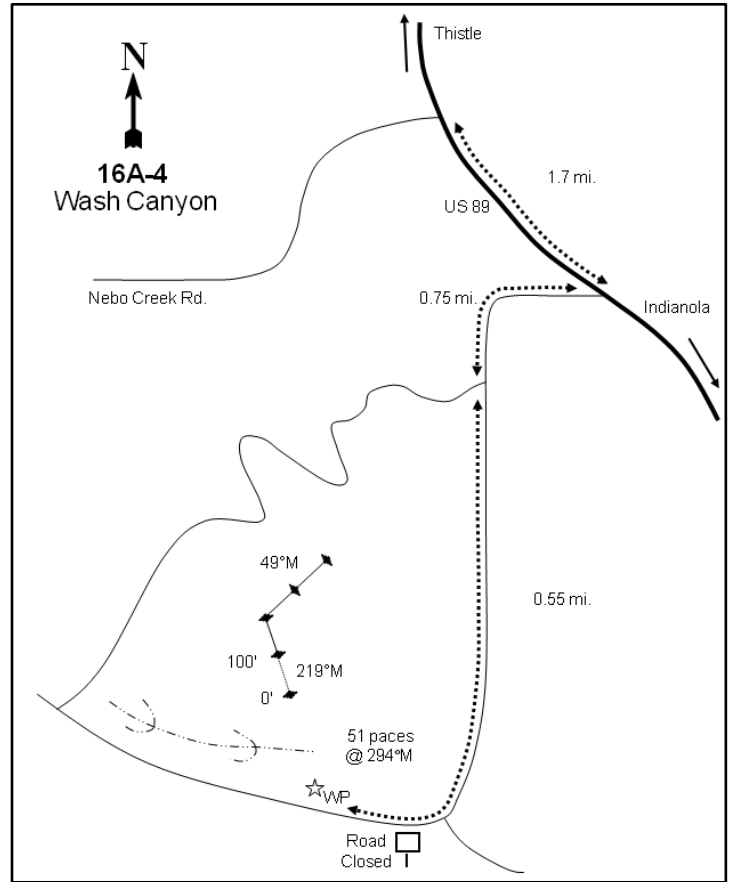 Thistle
N
16A-4
Wash Canyon
1.7 mi.
US 89
Nebo Creek Rd.
0.75 mi.
Indianola
49°M
0.55 mi.
100'
219°M
0'
51 paces
@ 294°M
WP
Road
Closed